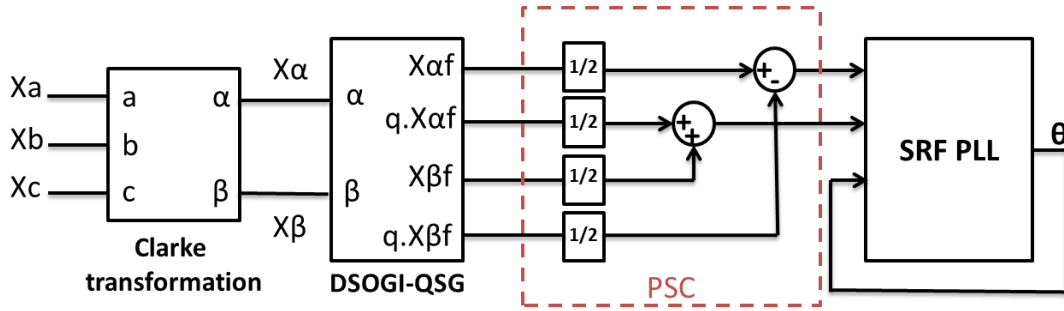 Xa
Xb
Xc
a
b
c
α
β
Clarke
transformation
Xα
Xβ
α
β
Xαf
q.Xαf
Xβf
q.Xβf
DSOGI-QSG
1/2
1/2
1/2
1/2
+
-
+
+
PSC
SRF PLL
θ